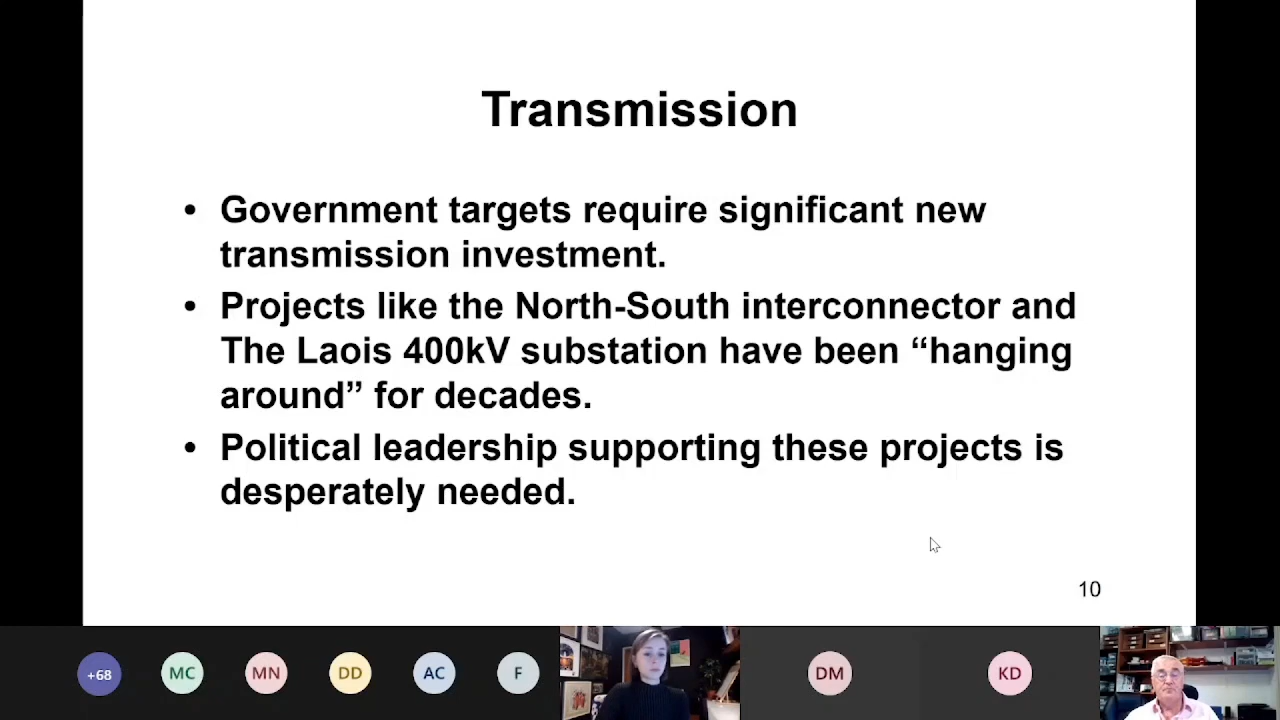 Transmission
• Government targets require significant new
transmission investment.
• Projects like the North-South interconnector and
The Laois 400kV substation have been “hanging
around” for decades.
• Political leadership supporting these projects is
desperately needed.
10
+68
MC
MN
DD
AC
F
DM
KD